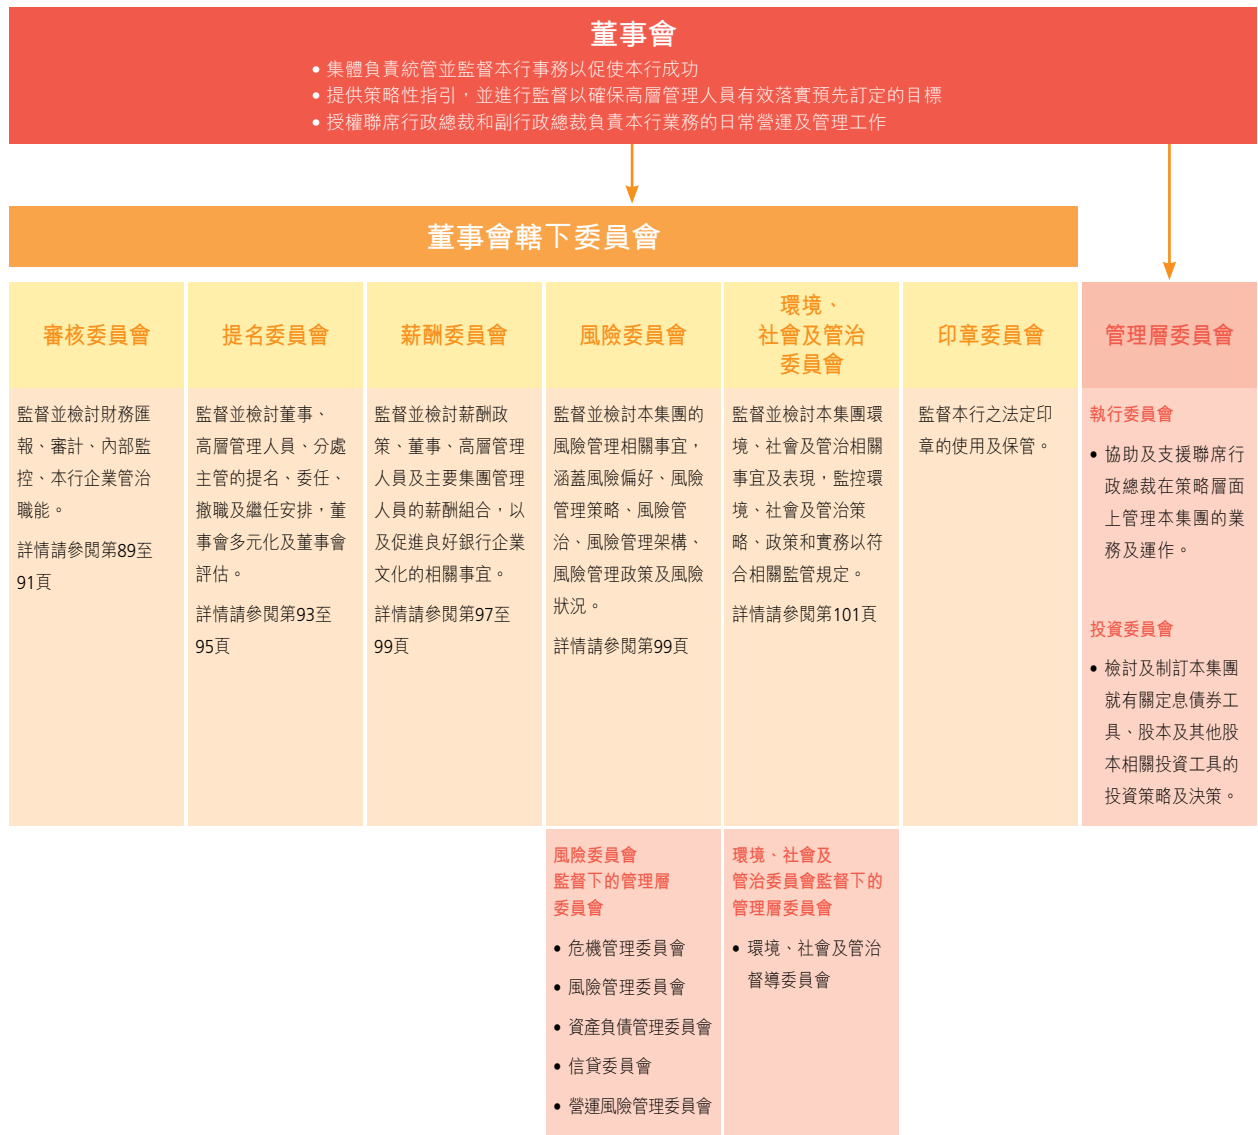 董事會
• 集體負責統管並監督本行事務以促使本行成功
• 提供策略性指引，並進行監督以確保高層管理人員有效落實預先訂定的目標
• 授權聯席行政總裁和副行政總裁負責本行業務的日常營運及管理工作
董事會轄下委員會
審核委員會
監督並檢討財務匯
報、審計、內部監
控、本行企業管治
職能。
詳情請參閱第89至
91頁
提名委員會
監督並檢討董事、
高層管理人員、分處
主管的提名、委任、
撤職及繼任安排，董
事會多元化及董事會
評估。
詳情請參閱第93至
95頁
薪酬委員會
監督並檢討薪酬政
策、董事、高層管理
人員及主要集團管理
人員的薪酬組合，以
及促進良好銀行企業
文化的相關事宜。
詳情請參閱第97至
99頁
風險委員會
監督並檢討本集團的
風險管理相關事宜，
涵蓋風險偏好、風險
管理策略、風險管
治、風險管理架構、
風險管理政策及風險
狀況。
詳情請參閱第99頁
環境、
社會及管治
委員會
監督並檢討本集團環
境、社會及管治相關
事宜及表現，監控環
境、社會及管治策
略、政策和實務以符
合相關監管規定。
詳情請參閱第101頁
印章委員會
監督本行之法定印
章的使用及保管。
管理層委員會
執行委員會
• 協助及支援聯席行
政總裁在策略層面
上管理本集團的業
務及運作。
投資委員會
• 檢討及制訂本集團
就有關定息債券工
具、股本及其他股
本相關投資工具的
投資策略及決策。
風險委員會
監督下的管理層
委員會
• 危機管理委員會
• 風險管理委員會
• 資產負債管理委員會
• 信貸委員會
• 營運風險管理委員會
環境、社會及
管治委員會監督下的
管理層委員會
• 環境、社會及管治
督導委員會